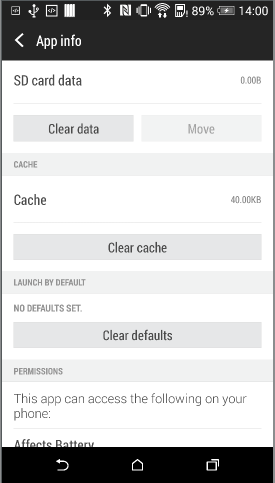 89% 14:00
App info
SD card data 0.00B
Clear data Move
CACHE
Cache 40.00KB
Clear cache
LAUNCH BY DEFAULT
NO DEFAULTS SET.
Clear defaults
PERMISSIONS
This app can access the following on your
phone:
Affects Battery